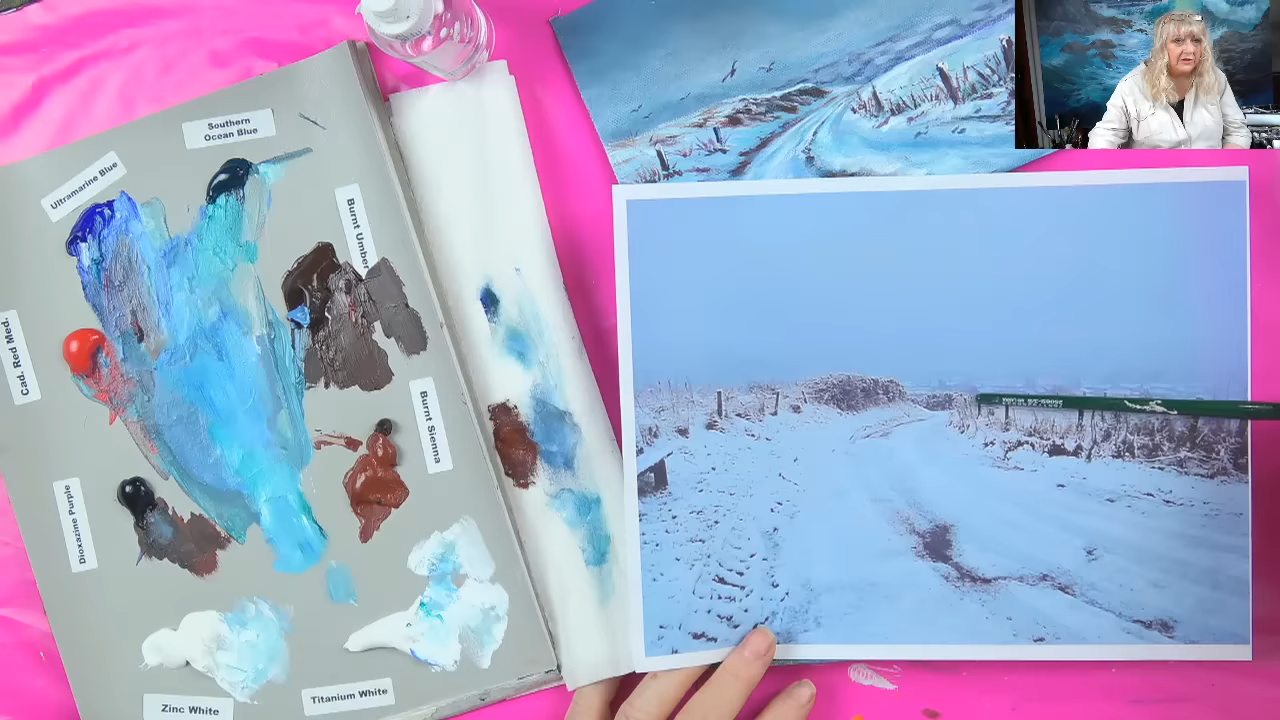 Southern
Ocean Blue
Ultramarine Blue
Burnt Umber
Cad. Red Med.
Burnt Sienna
Dioxazine Purple
Titanium White
Zinc White